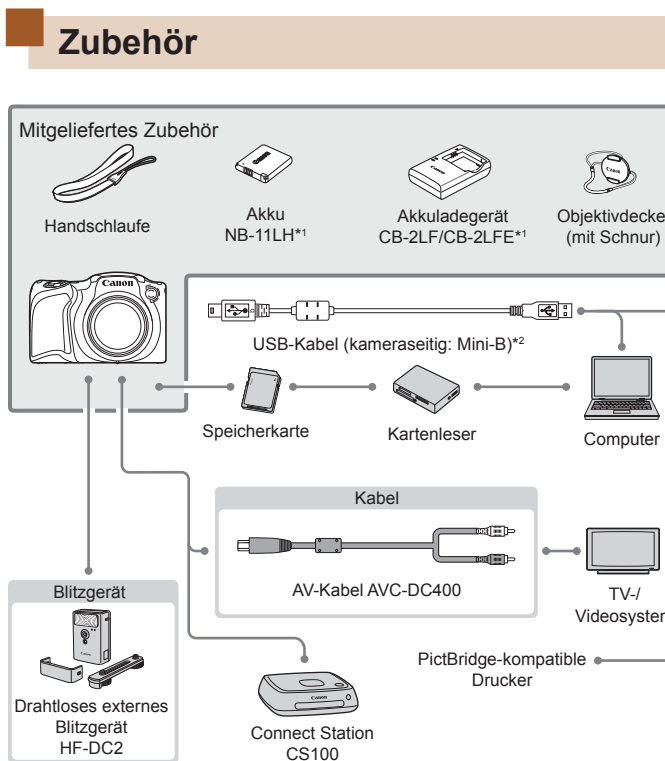 Zubehör
Mitgeliefertes Zubehör
Handschlaufe
Akku
NB-11LH*1
Akkuladegerät
CB-2LF/CB-2LFE*1
Objektivdecke
(mit Schnur)
Canon
USB-Kabel (kameraseitig: Mini-B)*2
Speicherkarte
Kartenleser
Computer
Kabel
AV-Kabel AVC-DC400
TV-/
Videosystem
Blitzgerät
Drahtloses externes
Blitzgerät
HF-DC2
PictBridge-kompatible
Drucker
Connect Station
CS100